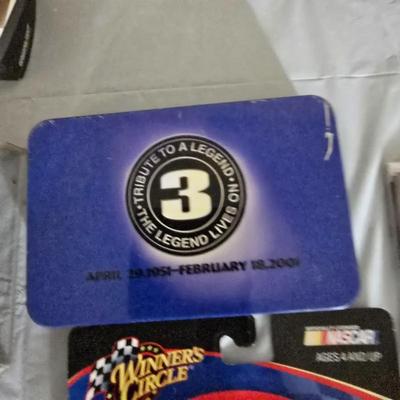 TRIBUTE TO A LEGEND
THE LEGEND LIVES ON
3
APRIL 29,1951–FEBRUARY 18,2001
WINNER'S
CIRCLE
NASCAR
AGES 4 AND UP